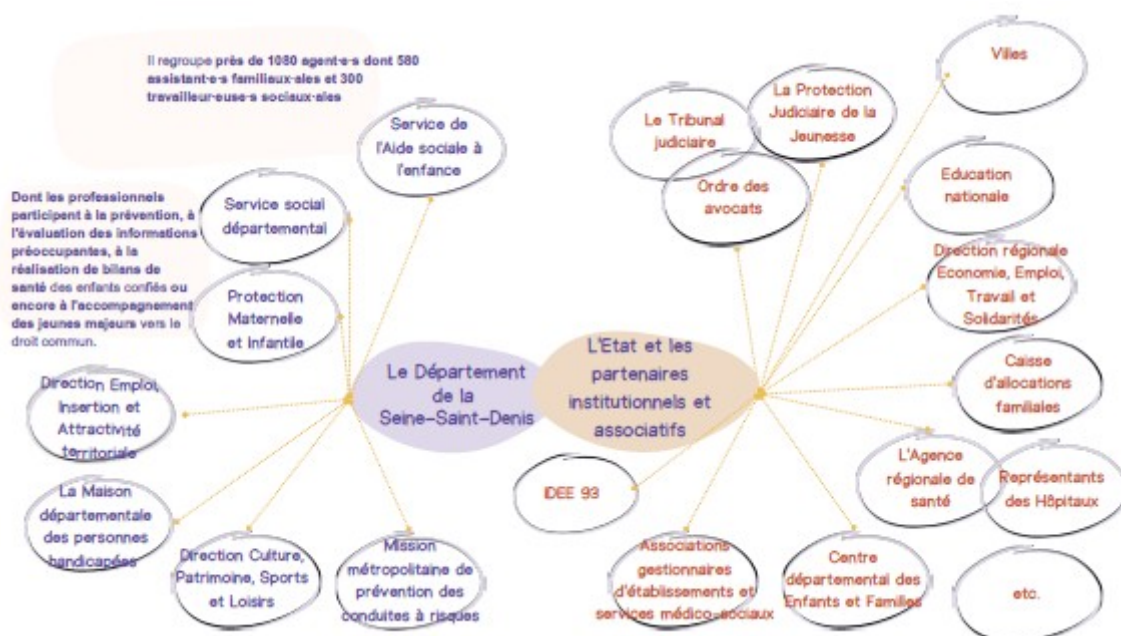 Il regroupe près de 1080 agent·e·s dont 580
assistant·e·s familiaux·ales et 300
travailleur·euse·s sociaux·ales
Service de
l'Aide sociale à
l'enfance
Dont les professionnels
participent à la prévention, à
l'évaluation des informations
préoccupantes, à la
réalisation de bilans de
santé des enfants confiés ou
encore à l'accompagnement
des jeunes majeurs vers le
droit commun.
Service social
départemental
Protection
Maternelle
et Infantile
Direction Emploi,
Insertion et
Attractivité
territoriale
La Maison
départementale
des personnes
handicapées
Direction Culture,
Patrimoine, Sports
et Loisirs
Mission
métropolitaine de
prévention des
conduites à risques
Le Département
de la
Seine-Saint-Denis
L'Etat et les
partenaires
institutionnels et
associatifs
Le Tribunal
judiciaire
La Protection
Judiciaire de la
Jeunesse
Ordre des
avocats
Villes
Education
nationale
Direction régionale
Economie, Emploi,
Travail et
Solidarités
Caisse
d'allocations
familiales
L'Agence
régionale de
santé
Représentants
des Hôpitaux
IDEE 93
Associations
gestionnaires
d'établissements et
services médico-sociaux
Centre
départemental des
Enfants et Familles
etc.